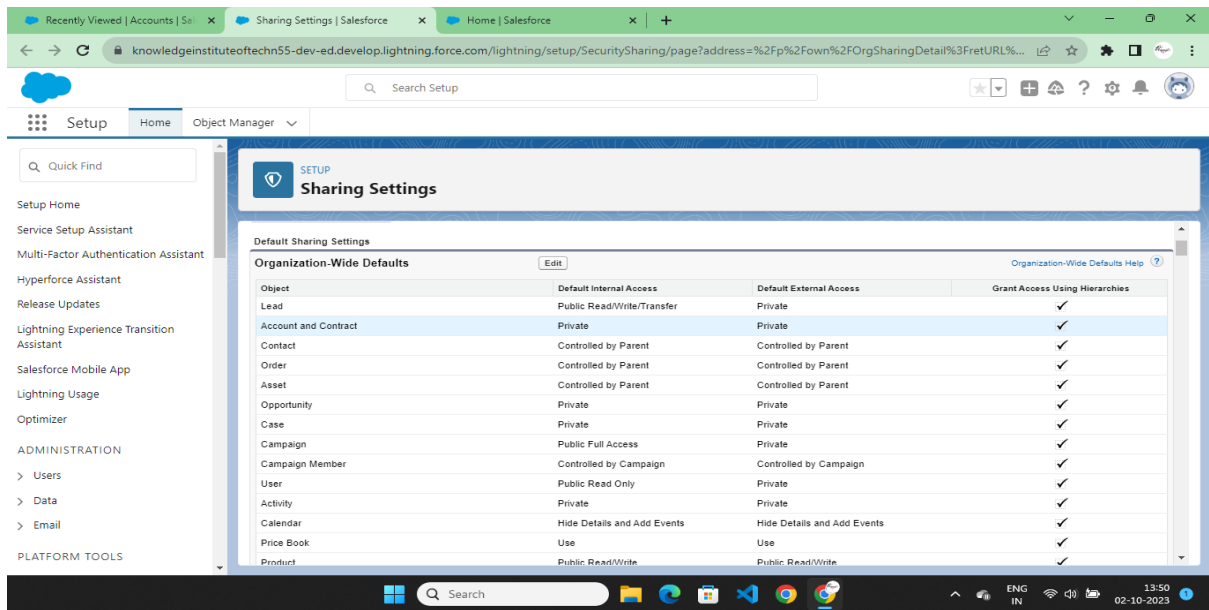 Recently Viewed | Accounts | Sal
Sharing Settings | Salesforce
Home | Salesforce
knowledgeinstituteoftechn55-dev-ed.develop.lightning.force.com/lightning/setup/SecuritySharing/page?address=%2Fp%2Fown%2FOrgSharingDetail%3FretURL%...
Search Setup
Setup Home Object Manager
Quick Find
Setup Home
Service Setup Assistant
Multi-Factor Authentication Assistant
Hyperforce Assistant
Release Updates
Lightning Experience Transition
Assistant
Salesforce Mobile App
Lightning Usage
Optimizer
ADMINISTRATION
Users
Data
Email
PLATFORM TOOLS
SETUP
Sharing Settings
Default Sharing Settings
Organization-Wide Defaults Edit Organization-Wide Defaults Help ?
Object Default Internal Access Default External Access Grant Access Using Hierarchies
Lead Public Read/Write/Transfer Private ✓
Account and Contract Private Private ✓
Contact Controlled by Parent Controlled by Parent ✓
Order Controlled by Parent Controlled by Parent ✓
Asset Controlled by Parent Controlled by Parent ✓
Opportunity Private Private ✓
Case Private Private ✓
Campaign Public Full Access Private ✓
Campaign Member Controlled by Campaign Controlled by Campaign ✓
User Public Read Only Private ✓
Activity Private Private ✓
Calendar Hide Details and Add Events Hide Details and Add Events ✓
Price Book Use Use ✓
Product Public Read/Write Public Read/Write ✓
Search
ENG
IN
13:50
02-10-2023
1